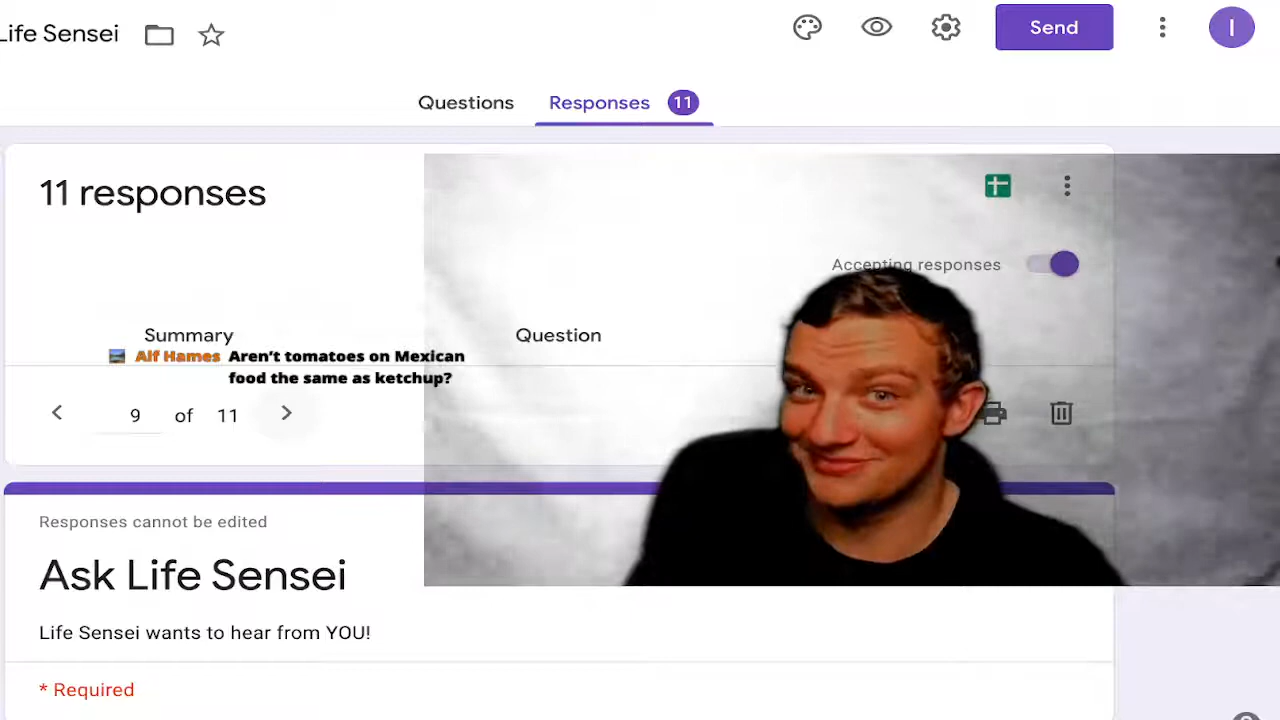 Life Sensei
Send
I
Questions
Responses 11
11 responses
Accepting responses
Summary
Question
Alf Hames Aren’t tomatoes on Mexican
food the same as ketchup?
9 of 11
Responses cannot be edited
Ask Life Sensei
Life Sensei wants to hear from YOU!
* Required